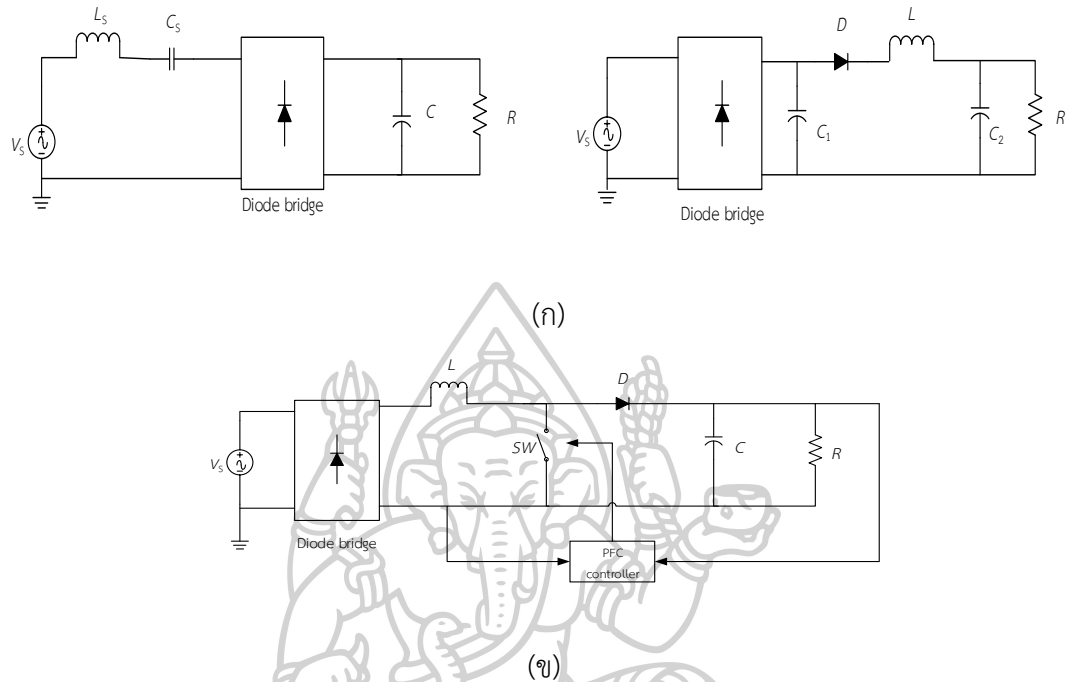 L_S
C_S
V_S
C
R
Diode bridge
D
L
V_S
C_1
C_2
R
Diode bridge
(ก)
L
D
V_S
SW
C
R
Diode bridge
PFC
controller
(ข)